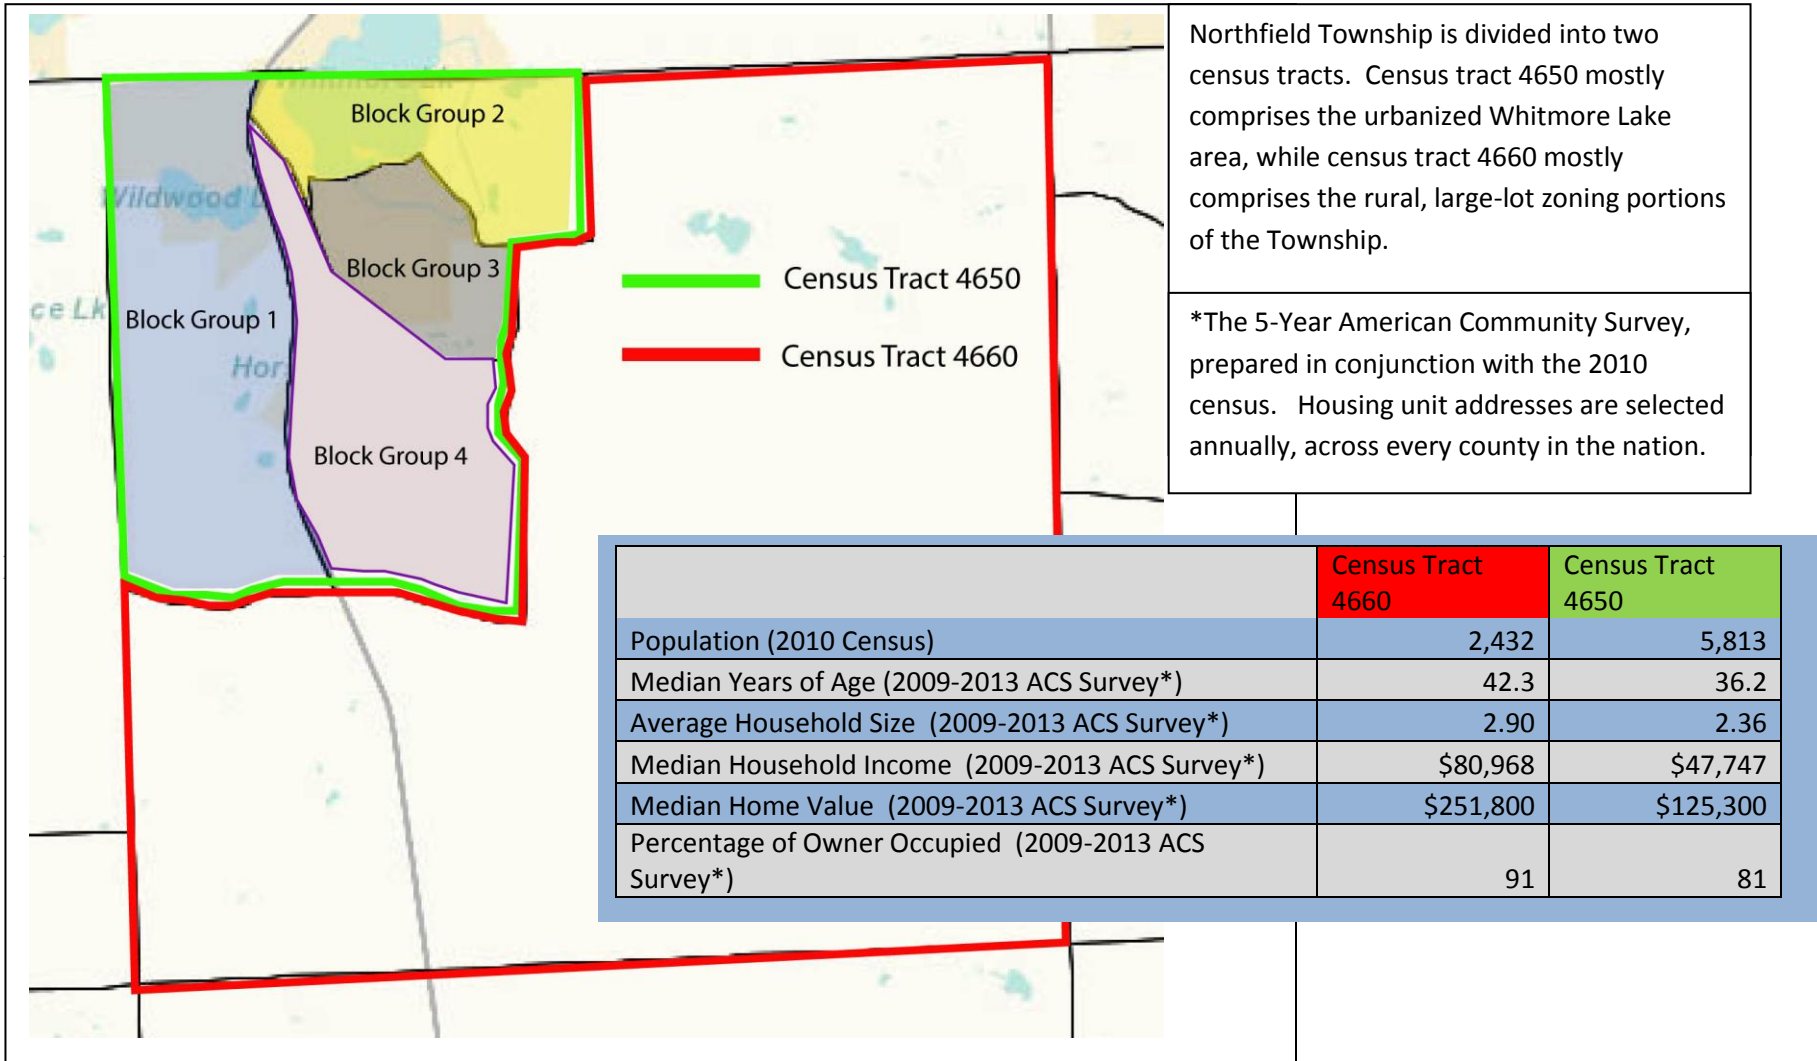 Block Group 2
Block Group 3
Block Group 1
Block Group 4
Census Tract 4650
Census Tract 4660
Northfield Township is divided into two
census tracts.  Census tract 4650 mostly
comprises the urbanized Whitmore Lake
area, while census tract 4660 mostly
comprises the rural, large-lot zoning portions
of the Township.
*The 5-Year American Community Survey,
prepared in conjunction with the 2010
census.   Housing unit addresses are selected
annually, across every county in the nation.
Census Tract 4660 Census Tract 4650
Population (2010 Census) 2,432 5,813
Median Years of Age (2009-2013 ACS Survey*) 42.3 36.2
Average Household Size  (2009-2013 ACS Survey*) 2.90 2.36
Median Household Income  (2009-2013 ACS Survey*) $80,968 $47,747
Median Home Value  (2009-2013 ACS Survey*) $251,800 $125,300
Percentage of Owner Occupied  (2009-2013 ACS
Survey*) 91 81
Wildwood
ce Lk
Hor